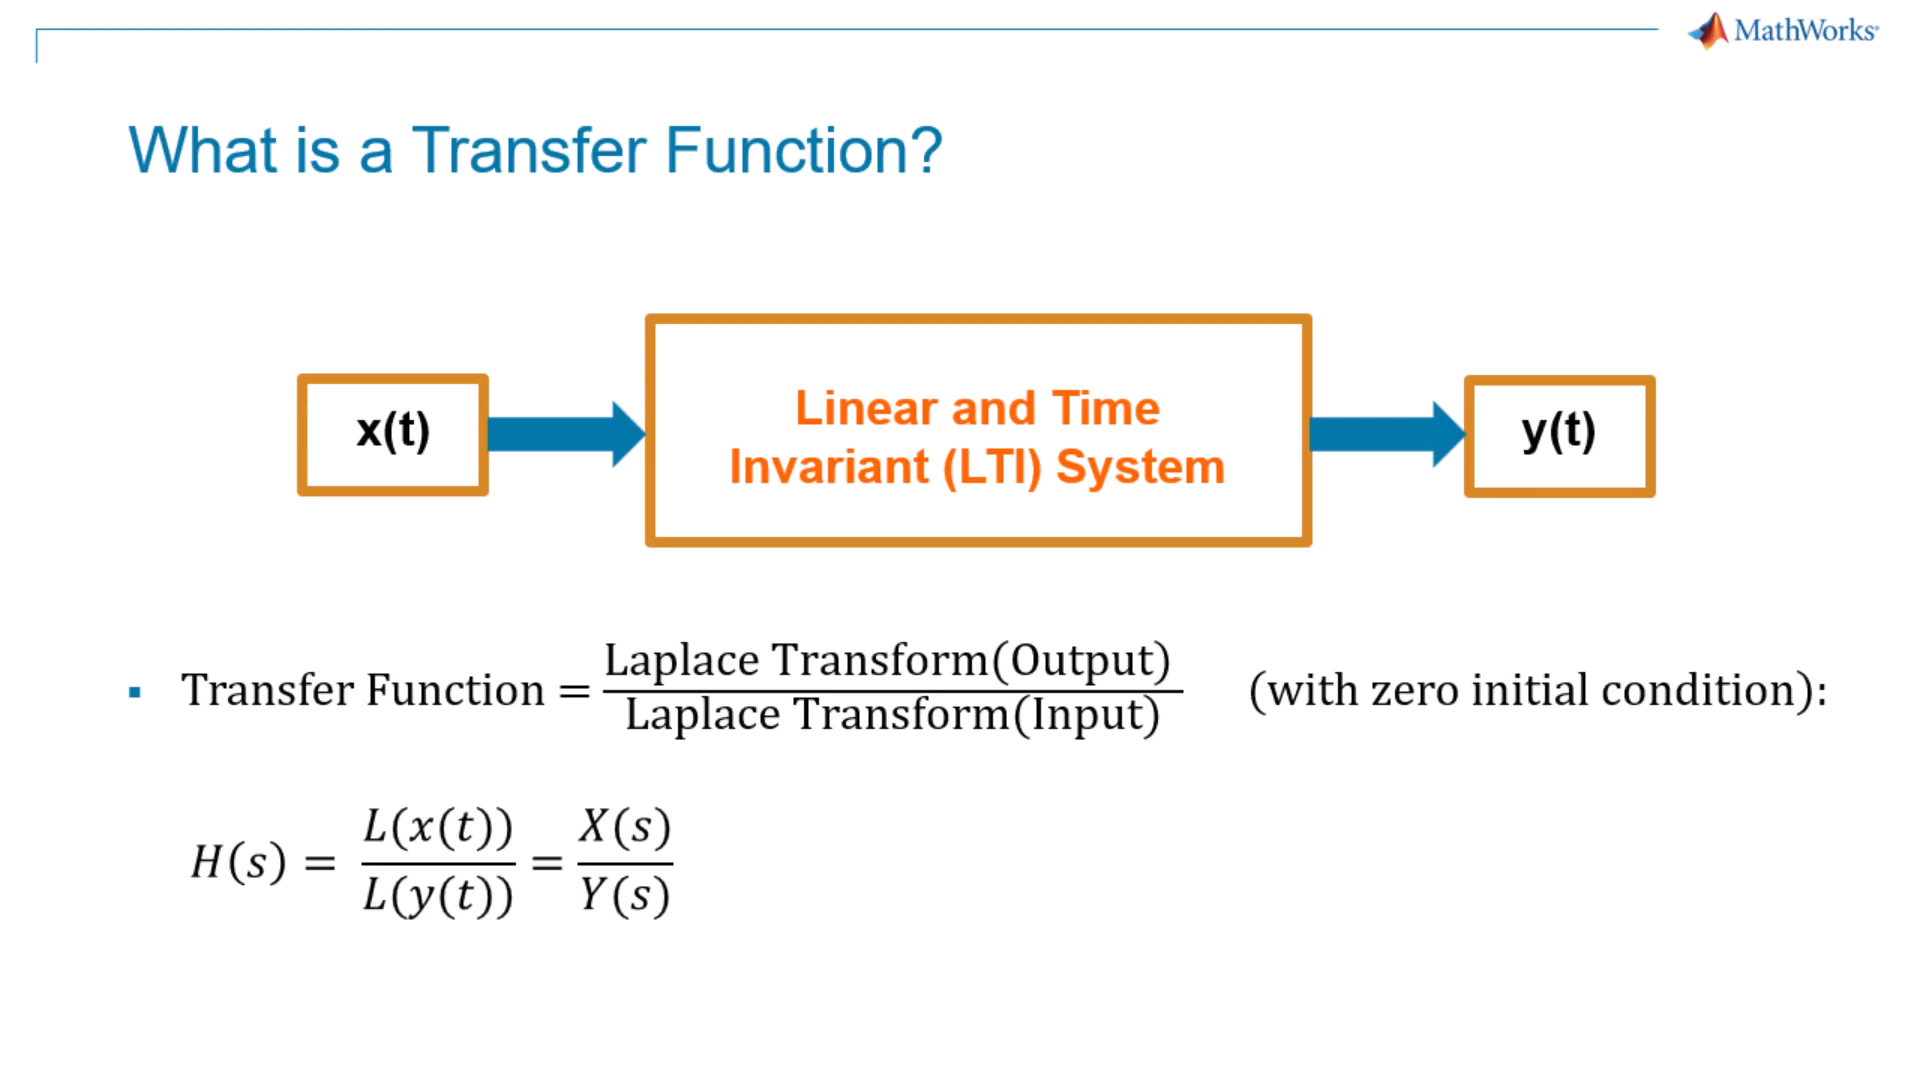 MathWorks®
What is a Transfer Function?
x(t)
Linear and Time
Invariant (LTI) System
y(t)
▪ Transfer Function = Laplace Transform(Output) / Laplace Transform(Input) (with zero initial condition):
H(s) = L(x(t)) / L(y(t)) = X(s) / Y(s)